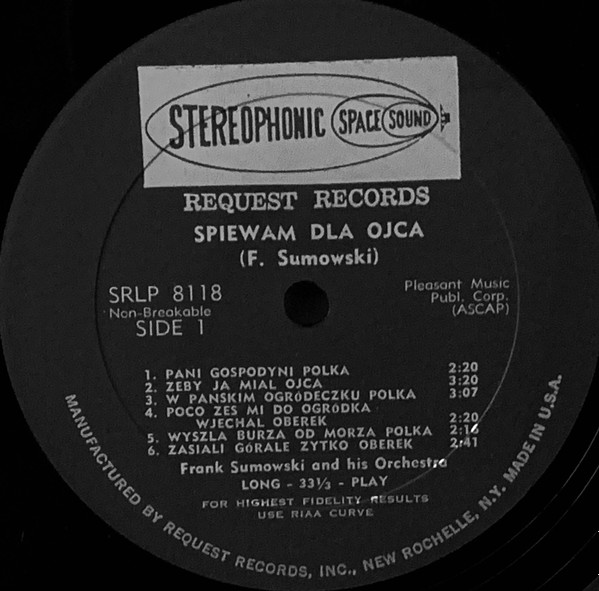 STEREOPHONIC SPACE SOUND
REQUEST RECORDS
SPIEWAM DLA OJCA
(F. Sumowski)
SRLP 8118
Non-Breakable
SIDE 1
Pleasant Music
Publ. Corp.
(ASCAP)
1. PANI GOSPODYNI POLKA 2:20
2. ZEBY JA MIAL OJCA 3:20
3. W PANSKIM OGRÓDECZKU POLKA 3:07
4. POCO ZES MI DO OGRÓDKA
WJECHAL OBEREK 2:20
5. WYSZLA BURZA OD MORZA POLKA 2:16
6. ZASIALI GÓRALE ZYTKO OBEREK 2:41
Frank Sumowski and his Orchestra
LONG - 33⅓ - PLAY
FOR HIGHEST FIDELITY RESULTS
USE RIAA CURVE
MANUFACTURED BY REQUEST RECORDS, INC., NEW ROCHELLE, N.Y. MADE IN U.S.A.